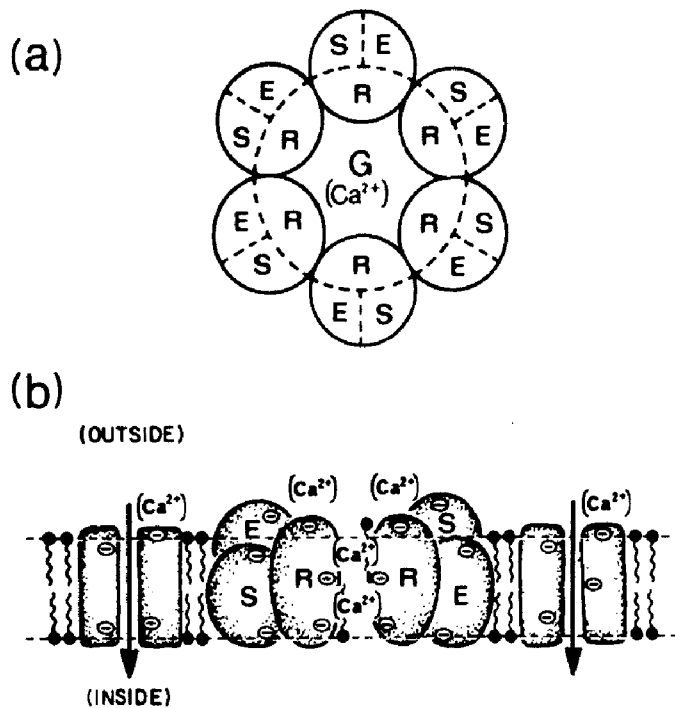 (a)
S E
R
E S
S R R E
G
(Ca²⁺)
E R R S
S E
R
E S
(b)
(OUTSIDE)
(Ca²⁺) (Ca²⁺) (Ca²⁺) (Ca²⁺)
E S
(Ca²⁺)
S R ⊖ ⊖ R E
(Ca²⁺)
(INSIDE)